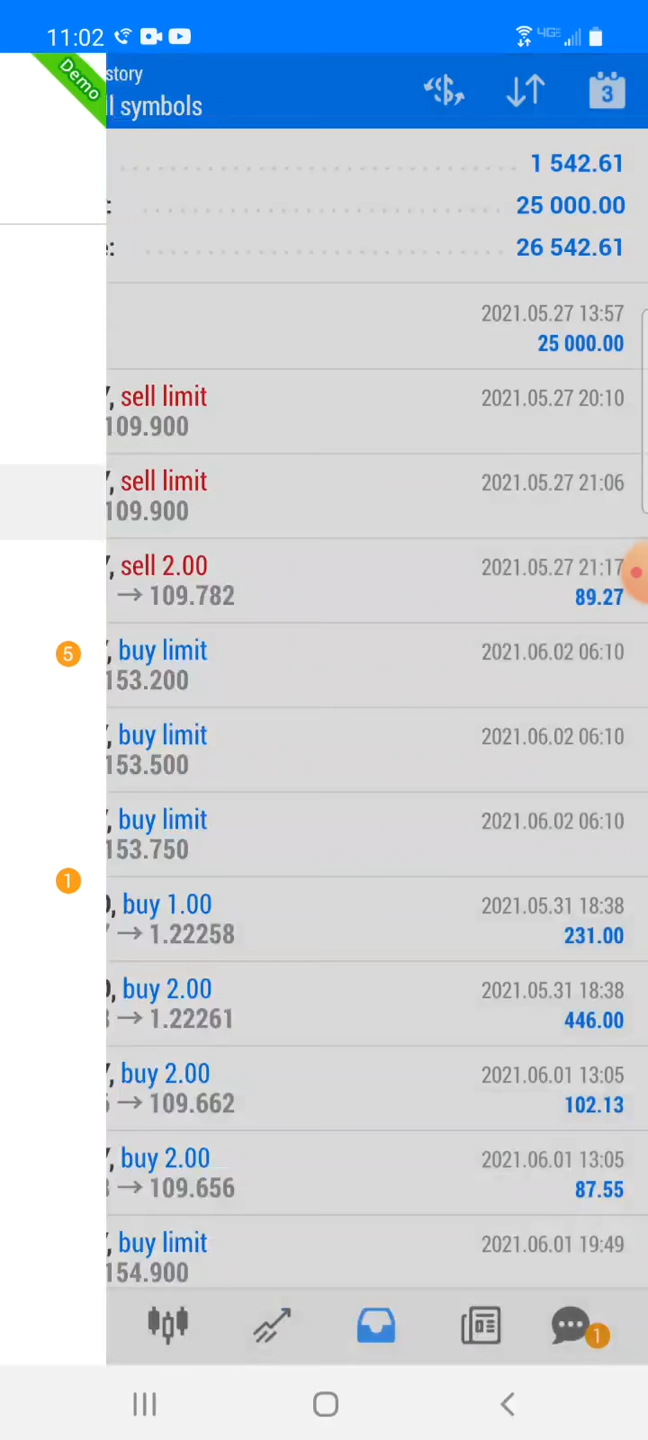 11:02 4GE
Demo
story
l symbols
3
1 542.61
: 25 000.00
e: 26 542.61
2021.05.27 13:57
25 000.00
, sell limit 2021.05.27 20:10
109.900
, sell limit 2021.05.27 21:06
109.900
, sell 2.00 2021.05.27 21:17
→ 109.782 89.27
5
, buy limit 2021.06.02 06:10
153.200
, buy limit 2021.06.02 06:10
153.500
, buy limit 2021.06.02 06:10
153.750
1
, buy 1.00 2021.05.31 18:38
→ 1.22258 231.00
, buy 2.00 2021.05.31 18:38
→ 1.22261 446.00
, buy 2.00 2021.06.01 13:05
→ 109.662 102.13
, buy 2.00 2021.06.01 13:05
→ 109.656 87.55
, buy limit 2021.06.01 19:49
154.900
1